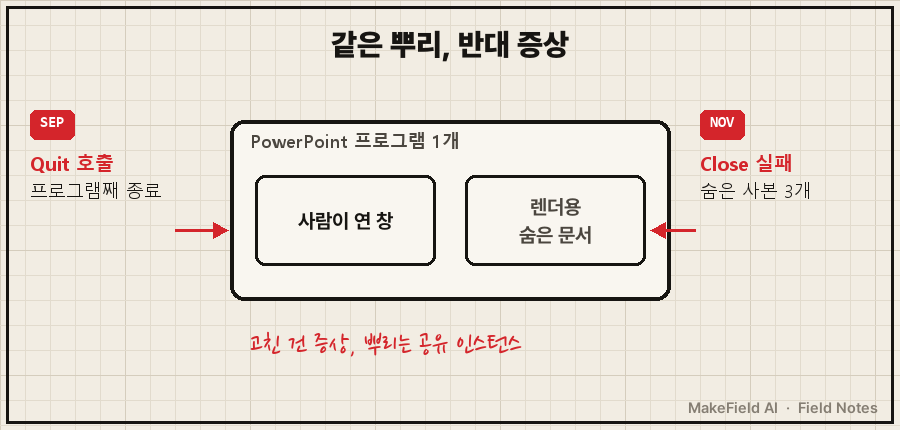 같은 뿌리, 반대 증상
SEP
Quit 호출
프로그램째 종료
PowerPoint 프로그램 1개
사람이 연 창
렌더용
숨은 문서
NOV
Close 실패
숨은 사본 3개
고친 건 증상, 뿌리는 공유 인스턴스
MakeField AI · Field Notes